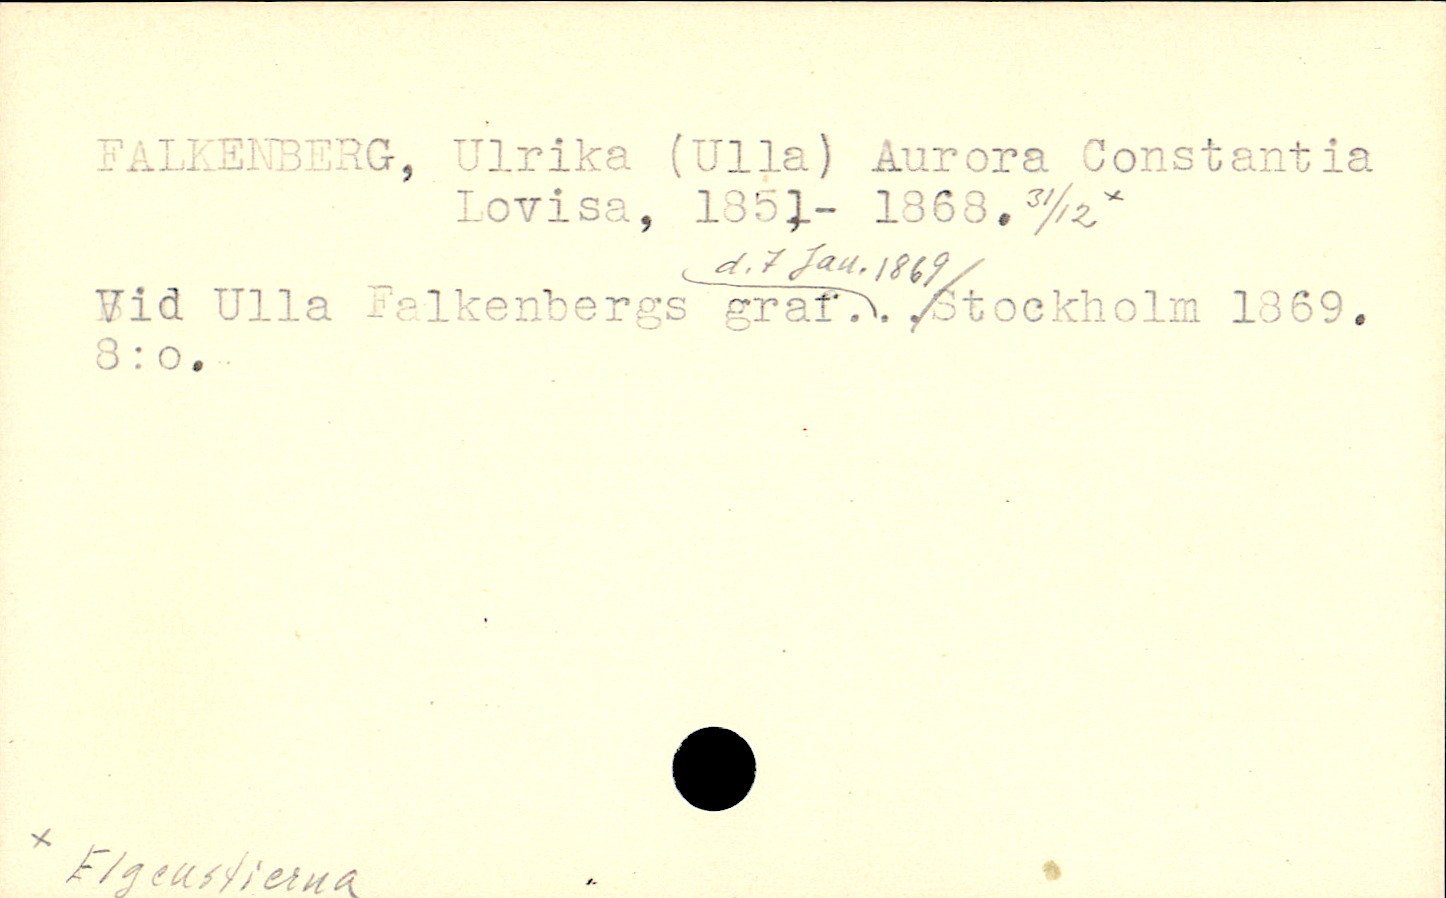 FALKENBERG, Ulrika (Ulla) Aurora Constantia
Lovisa, 1851,- 1868. 31/12 x
d. 7 Jan. 1869/
Vid Ulla Falkenbergs graf... Stockholm 1869.
8:o.
x Elgenstierna